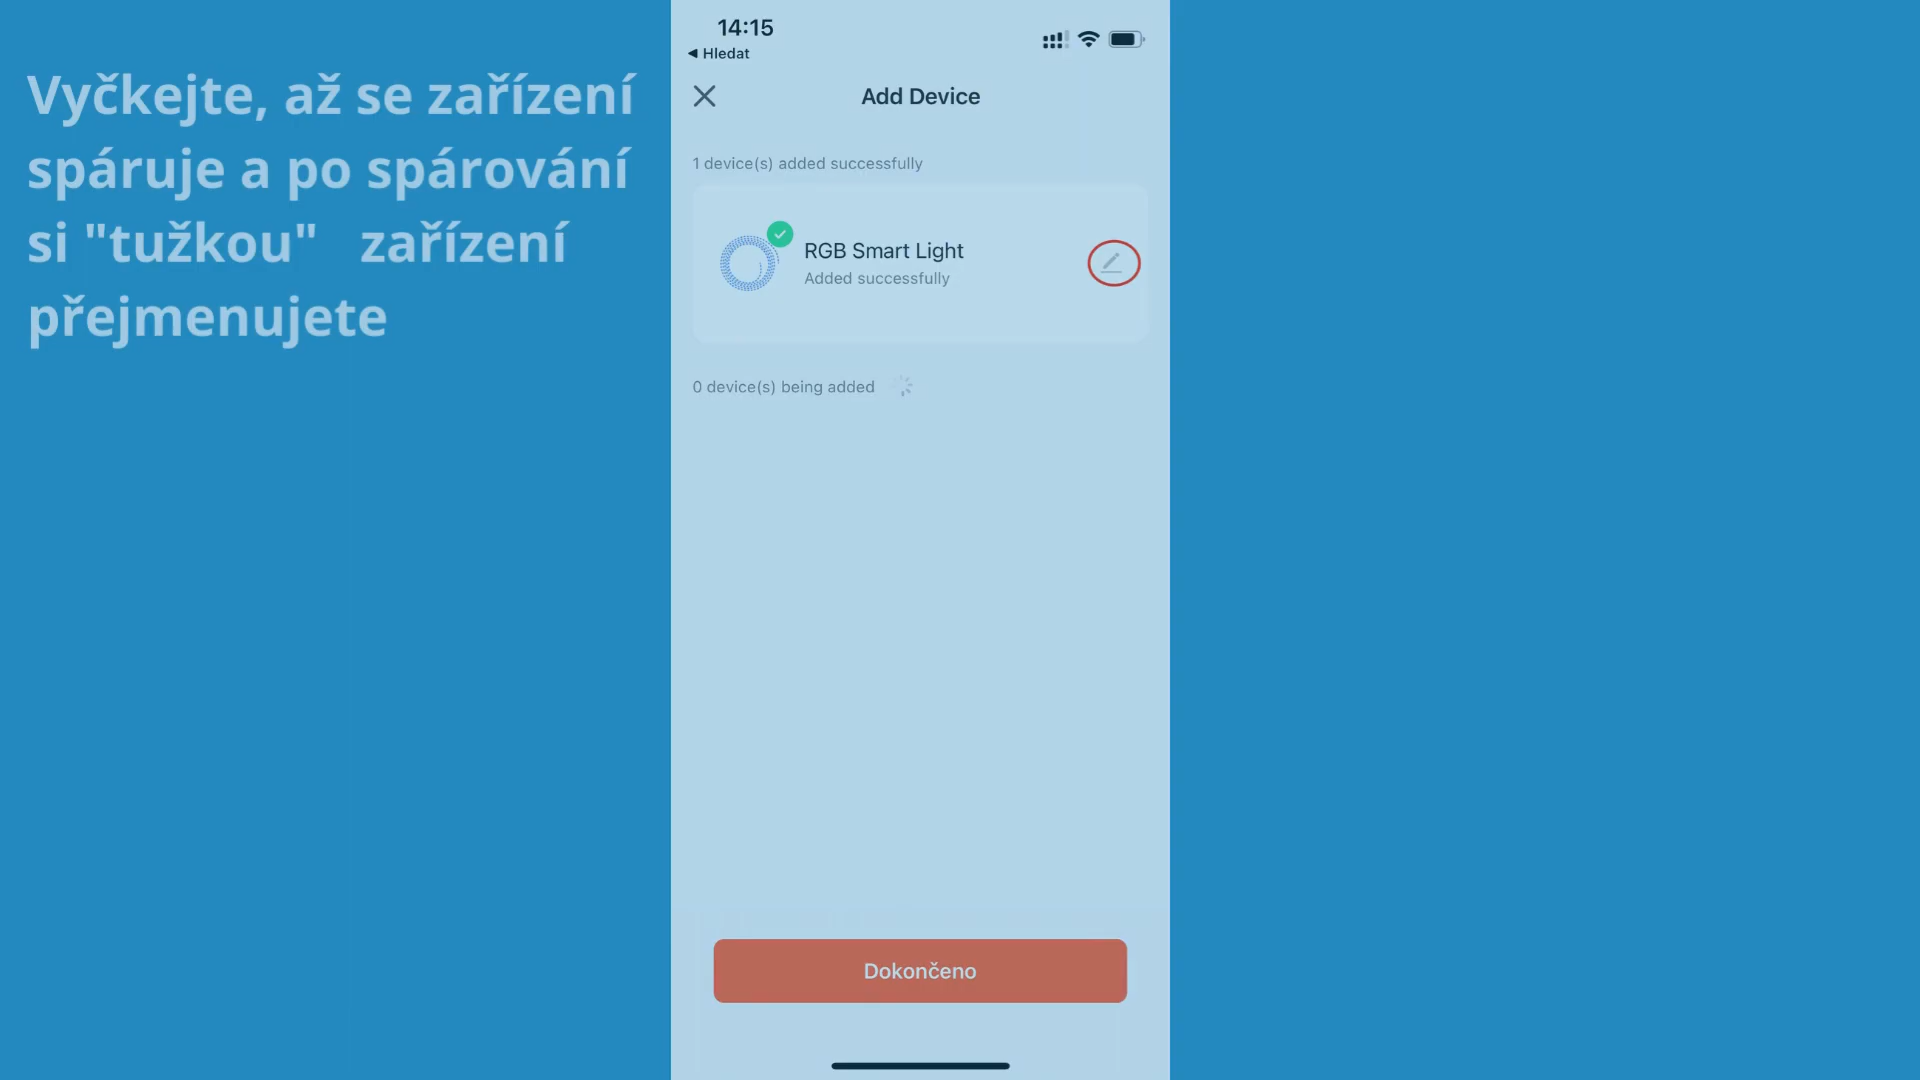 Vyčkejte, až se zařízení
spáruje a po spárování
si "tužkou" zařízení
přejmenujete
14:15
◀ Hledat
Add Device
1 device(s) added successfully
RGB Smart Light
Added successfully
0 device(s) being added
Dokončeno